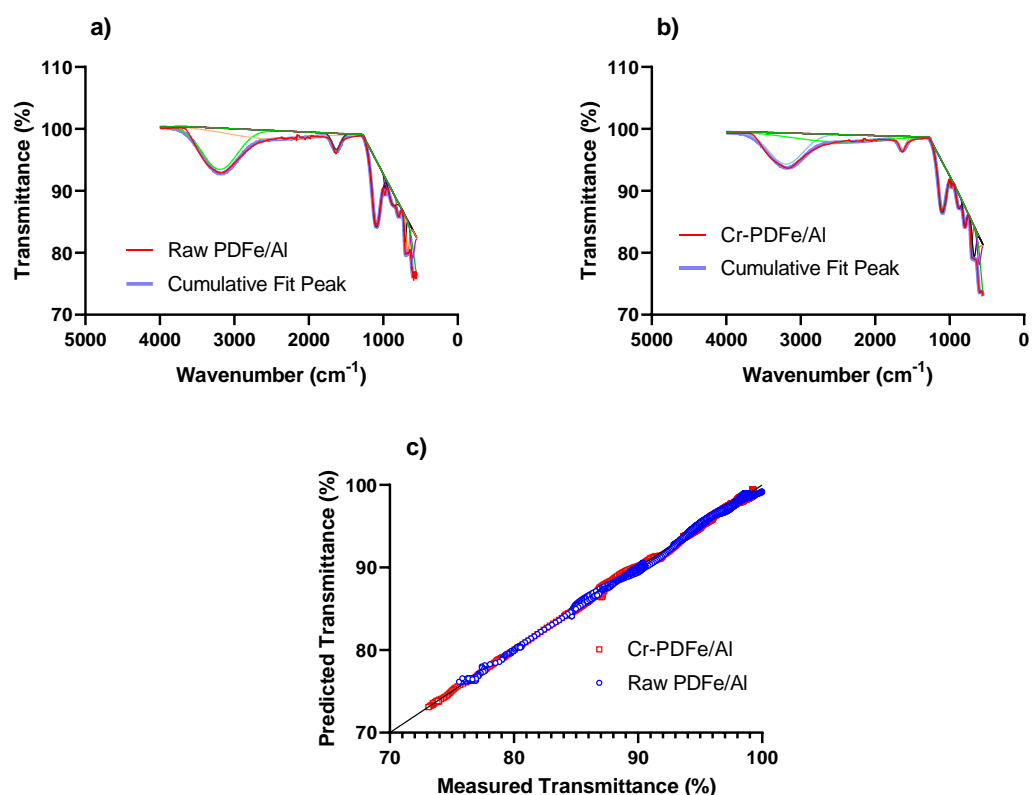 a)
110
100
90
80
70
Transmittance (%)
Raw PDFe/Al
Cumulative Fit Peak
5000 4000 3000 2000 1000 0
Wavenumber (cm-1)
b)
110
100
90
80
70
Transmittance (%)
Cr-PDFe/Al
Cumulative Fit Peak
5000 4000 3000 2000 1000 0
Wavenumber (cm-1)
c)
100
90
80
70
Predicted Transmittance (%)
Cr-PDFe/Al
Raw PDFe/Al
70 80 90 100
Measured Transmittance (%)